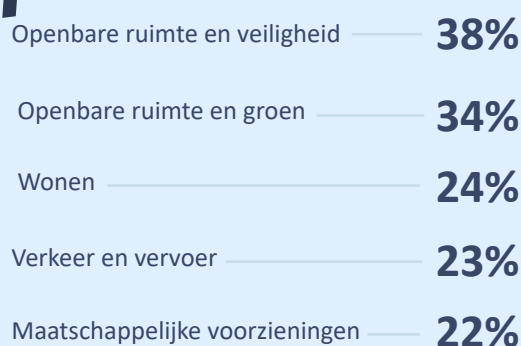 Openbare ruimte en veiligheid 38%
Openbare ruimte en groen 34%
Wonen 24%
Verkeer en vervoer 23%
Maatschappelijke voorzieningen 22%